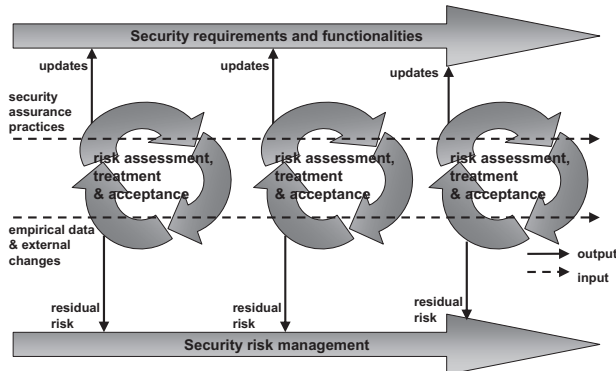 Security requirements and functionalities
updates
updates
updates
security
assurance
practices
risk assessment,
treatment
& acceptance
risk assessment,
treatment
& acceptance
risk assessment,
treatment
& acceptance
empirical data
& external
changes
output
input
residual
risk
residual
risk
residual
risk
Security risk management